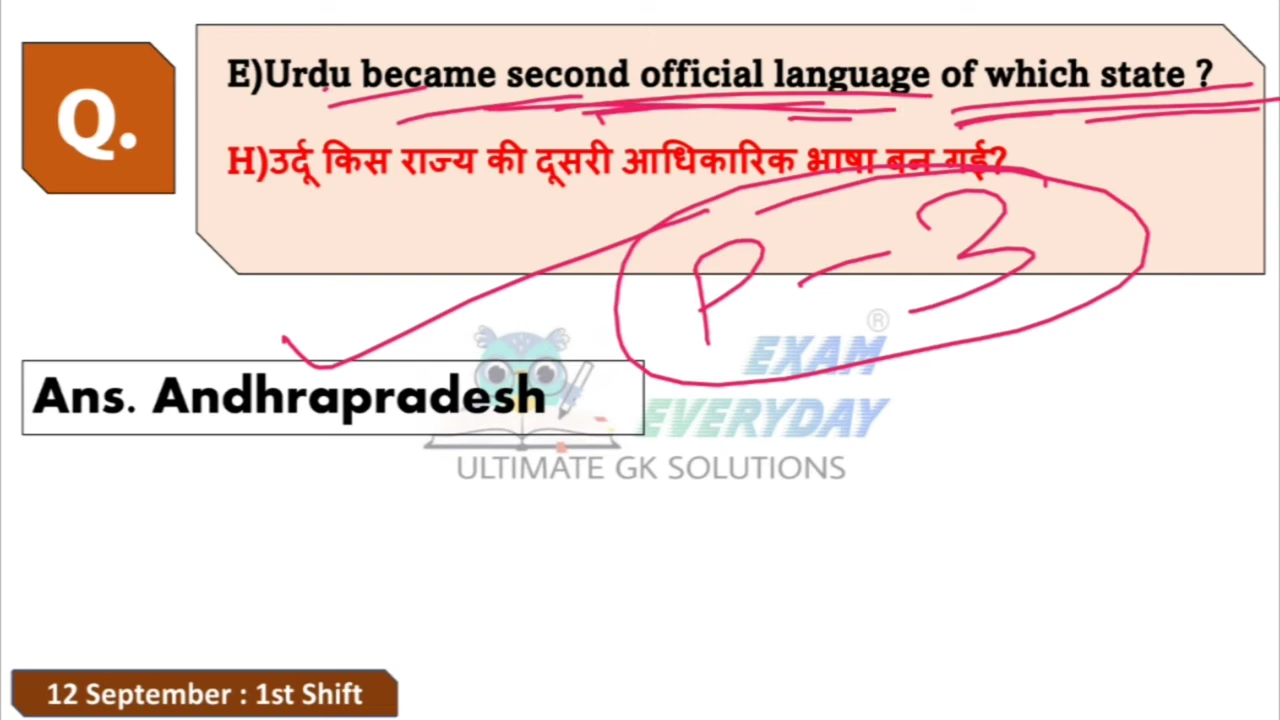 Q.
E)Urdu became second official language of which state ?
H)उर्दू किस राज्य की दूसरी आधिकारिक भाषा बन गई?
P-3
®
EXAM
Ans. Andhrapradesh
EVERYDAY
ULTIMATE GK SOLUTIONS
12 September : 1st Shift